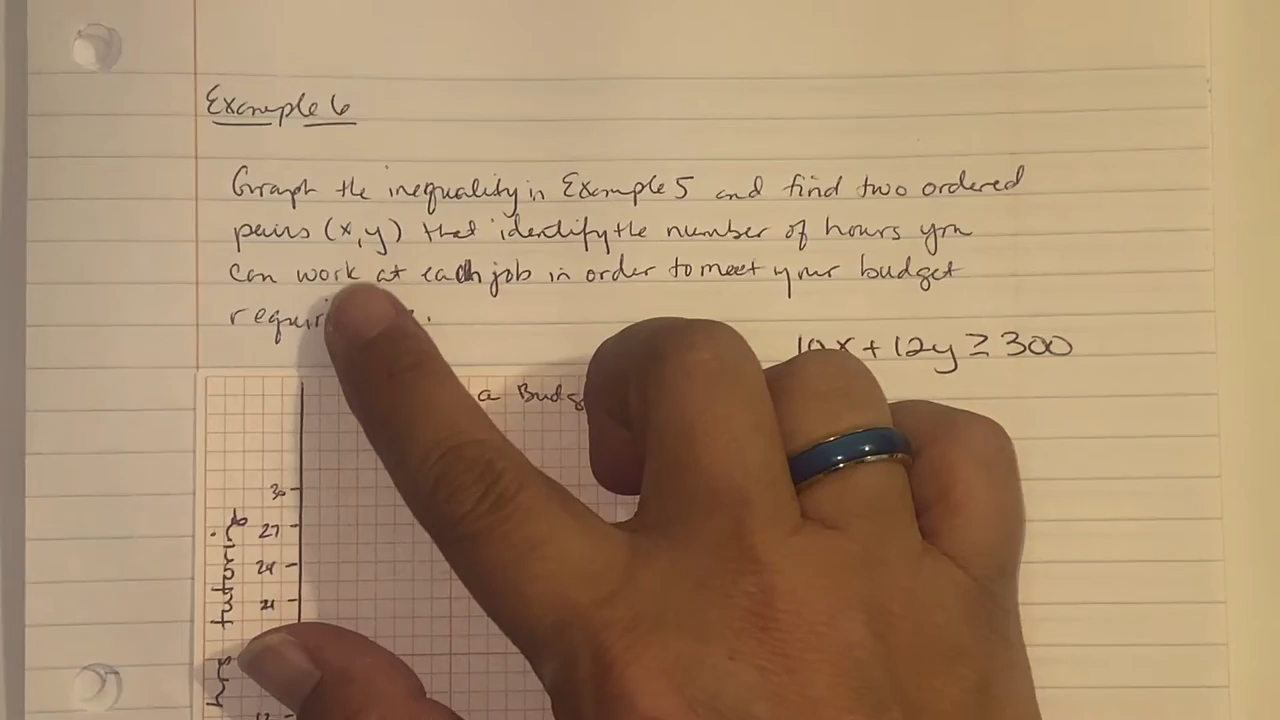 Example 6
Graph the inequality in Example 5 and find two ordered
pairs (x,y) that identify the number of hours you
can work at each job in order to meet your budget
10x + 12y ≥ 300
a Budg
30
27
24
21
hrs tutoring